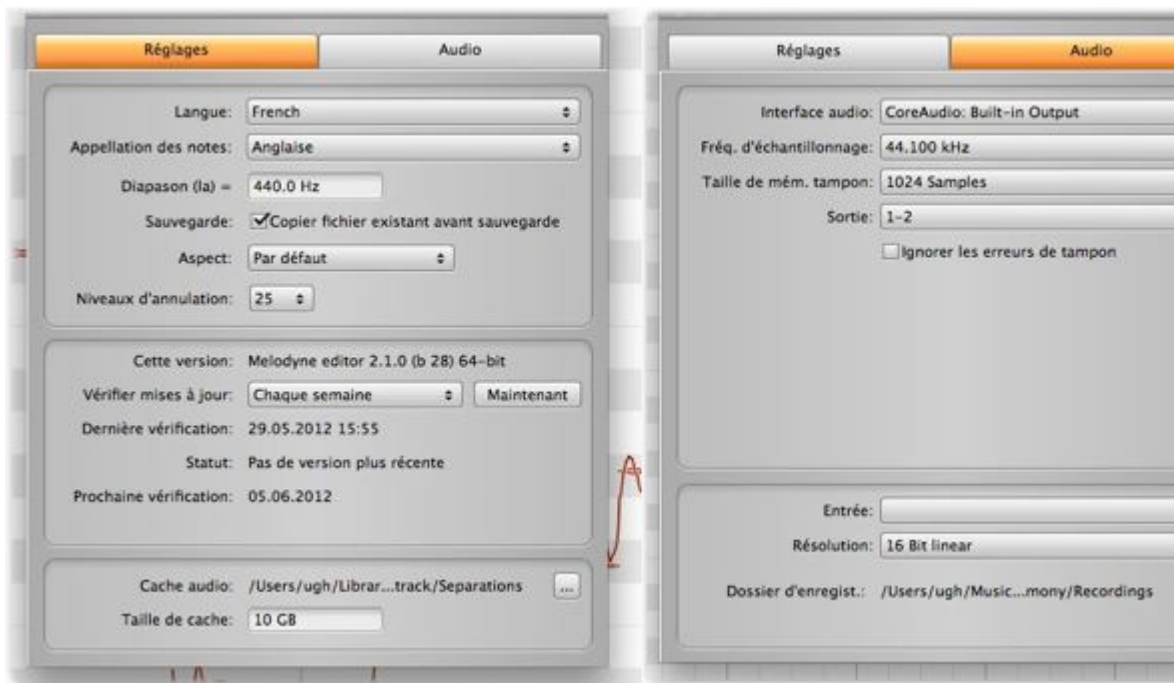 Réglages
Audio
Langue: French
Appellation des notes: Anglaise
Diapason (la) = 440.0 Hz
Sauvegarde: Copier fichier existant avant sauvegarde
Aspect: Par défaut
Niveaux d'annulation: 25
Cette version: Melodyne editor 2.1.0 (b 28) 64-bit
Vérifier mises à jour: Chaque semaine Maintenant
Dernière vérification: 29.05.2012 15:55
Statut: Pas de version plus récente
Prochaine vérification: 05.06.2012
Cache audio: /Users/ugh/Librar...track/Separations ...
Taille de cache: 10 GB
Réglages
Audio
Interface audio: CoreAudio: Built-in Output
Fréq. d'échantillonnage: 44.100 kHz
Taille de mém. tampon: 1024 Samples
Sortie: 1-2
Ignorer les erreurs de tampon
Entrée:
Résolution: 16 Bit linear
Dossier d'enregist.: /Users/ugh/Music...mony/Recordings